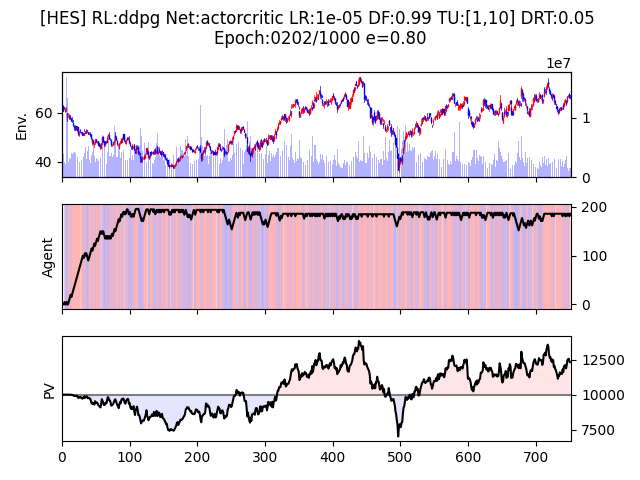 [HES] RL:ddpg Net:actorcritic LR:1e-05 DF:0.99 TU:[1,10] DRT:0.05
Epoch:0202/1000 e=0.80
1e7
Env.
60
40
1
0
Agent
200
100
0
PV
12500
10000
7500
0 100 200 300 400 500 600 700